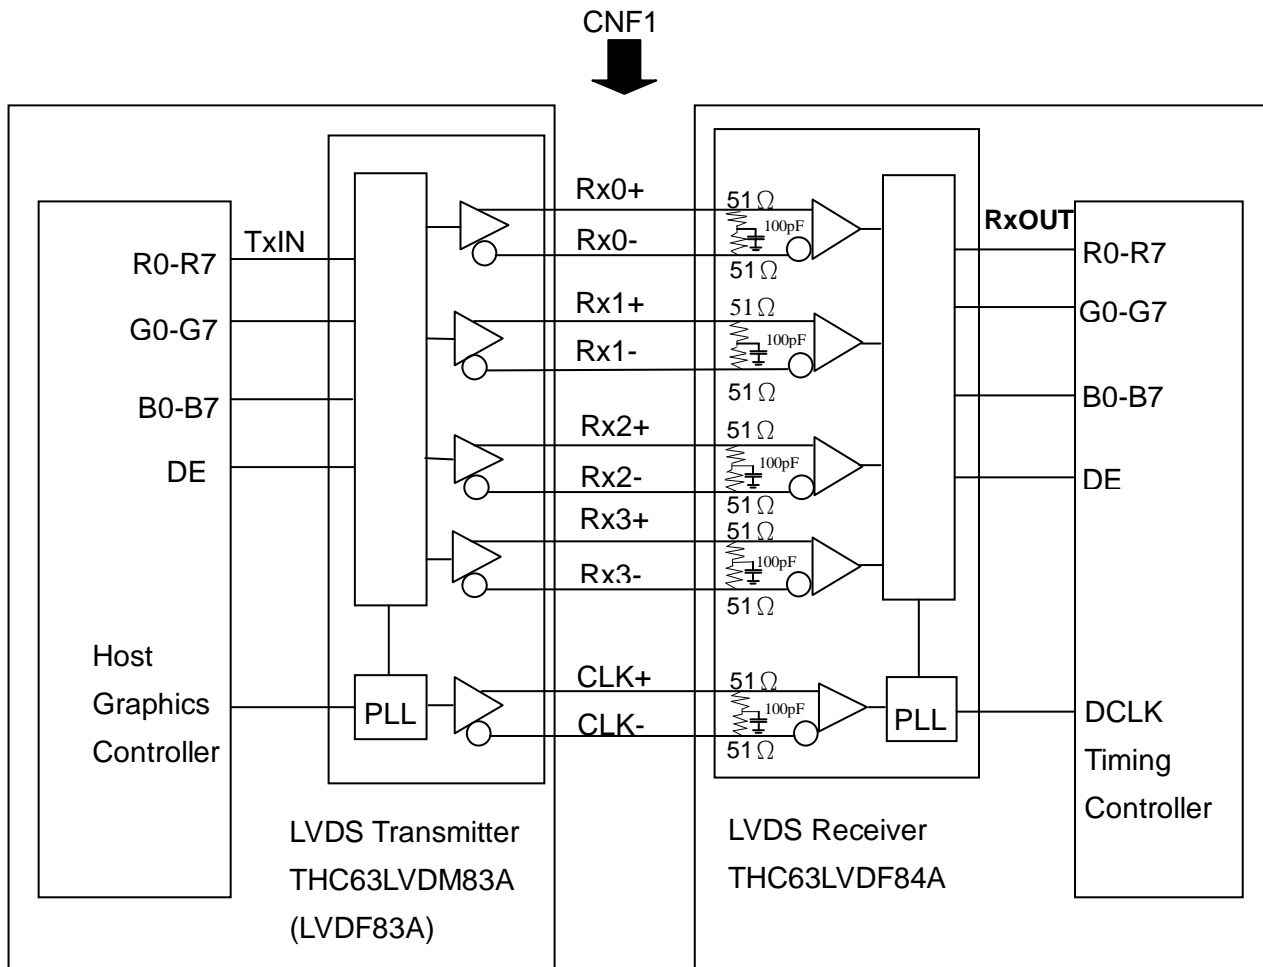 CNF1
TxIN
R0-R7
G0-G7
B0-B7
DE
Host
Graphics
Controller
PLL
LVDS Transmitter
THC63LVDM83A
(LVDF83A)
Rx0+
Rx0-
Rx1+
Rx1-
Rx2+
Rx2-
Rx3+
Rx3-
CLK+
CLK-
51Ω
100pF
51Ω
51Ω
100pF
51Ω
51Ω
100pF
51Ω
51Ω
100pF
51Ω
51Ω
100pF
51Ω
PLL
LVDS Receiver
THC63LVDF84A
RxOUT
R0-R7
G0-G7
B0-B7
DE
DCLK
Timing
Controller